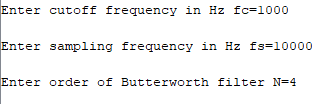 Enter cutoff frequency in Hz fc=1000
Enter sampling frequency in Hz fs=10000
Enter order of Butterworth filter N=4